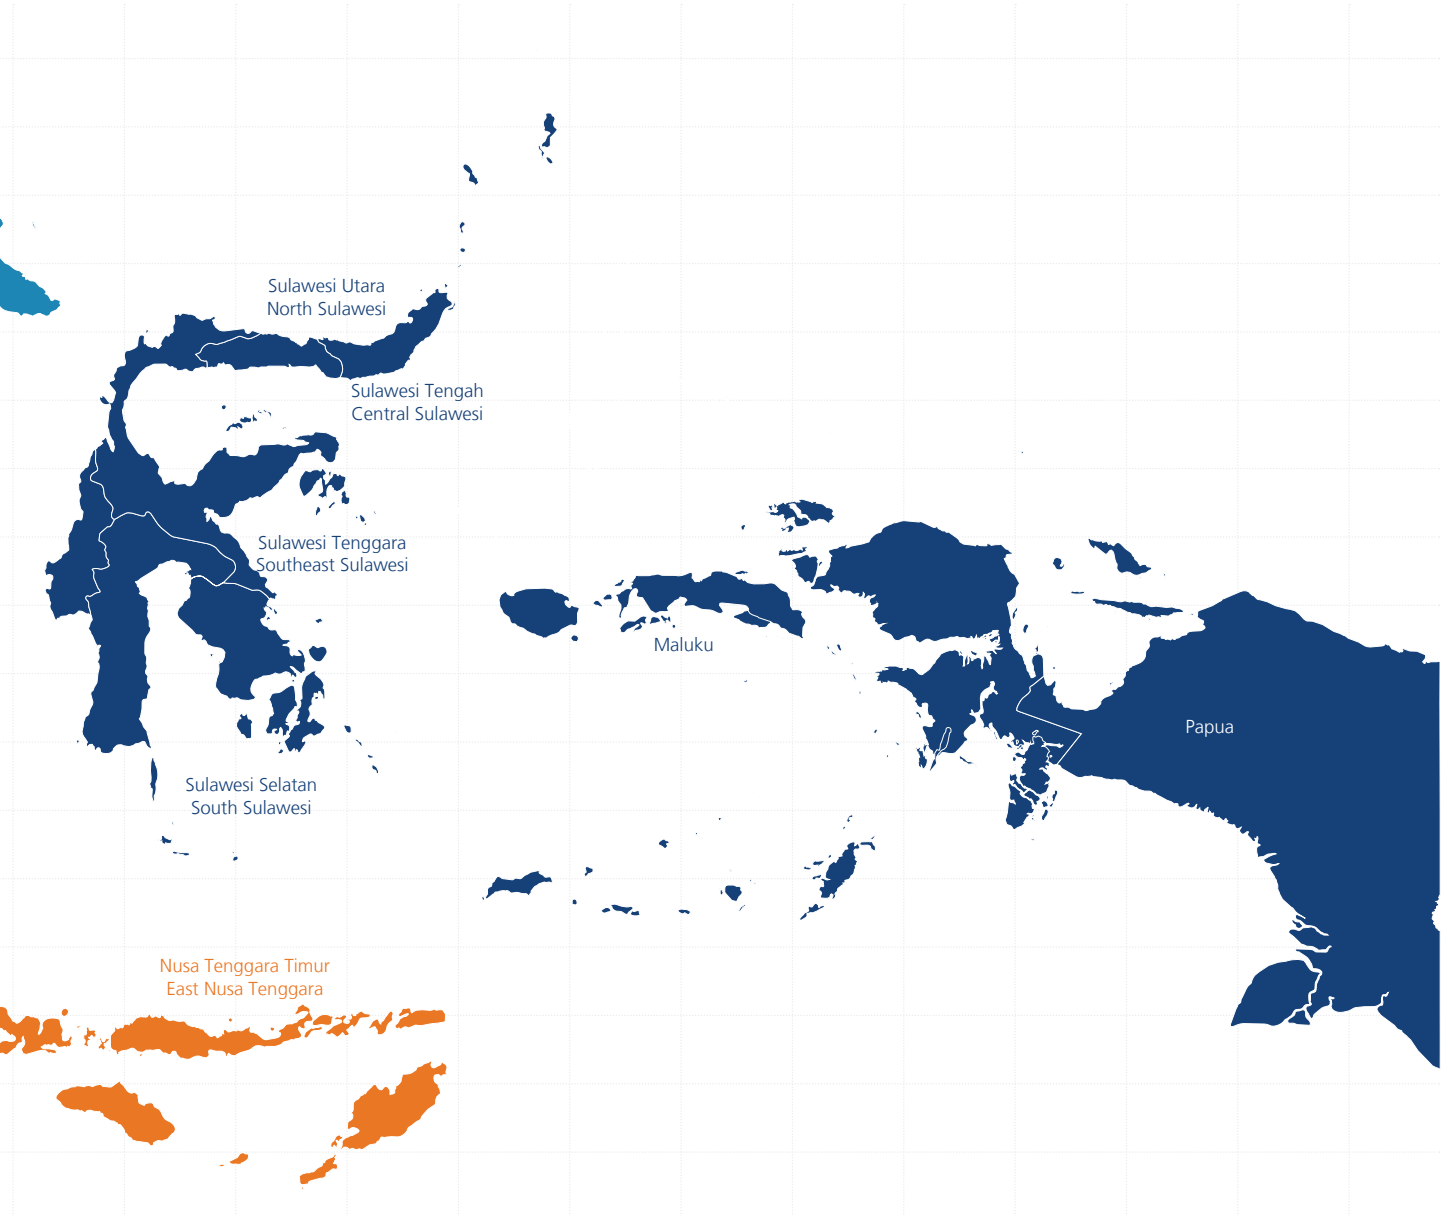 Sulawesi Utara
North Sulawesi
Sulawesi Tengah
Central Sulawesi
Sulawesi Tenggara
Southeast Sulawesi
Maluku
Papua
Sulawesi Selatan
South Sulawesi
Nusa Tenggara Timur
East Nusa Tenggara